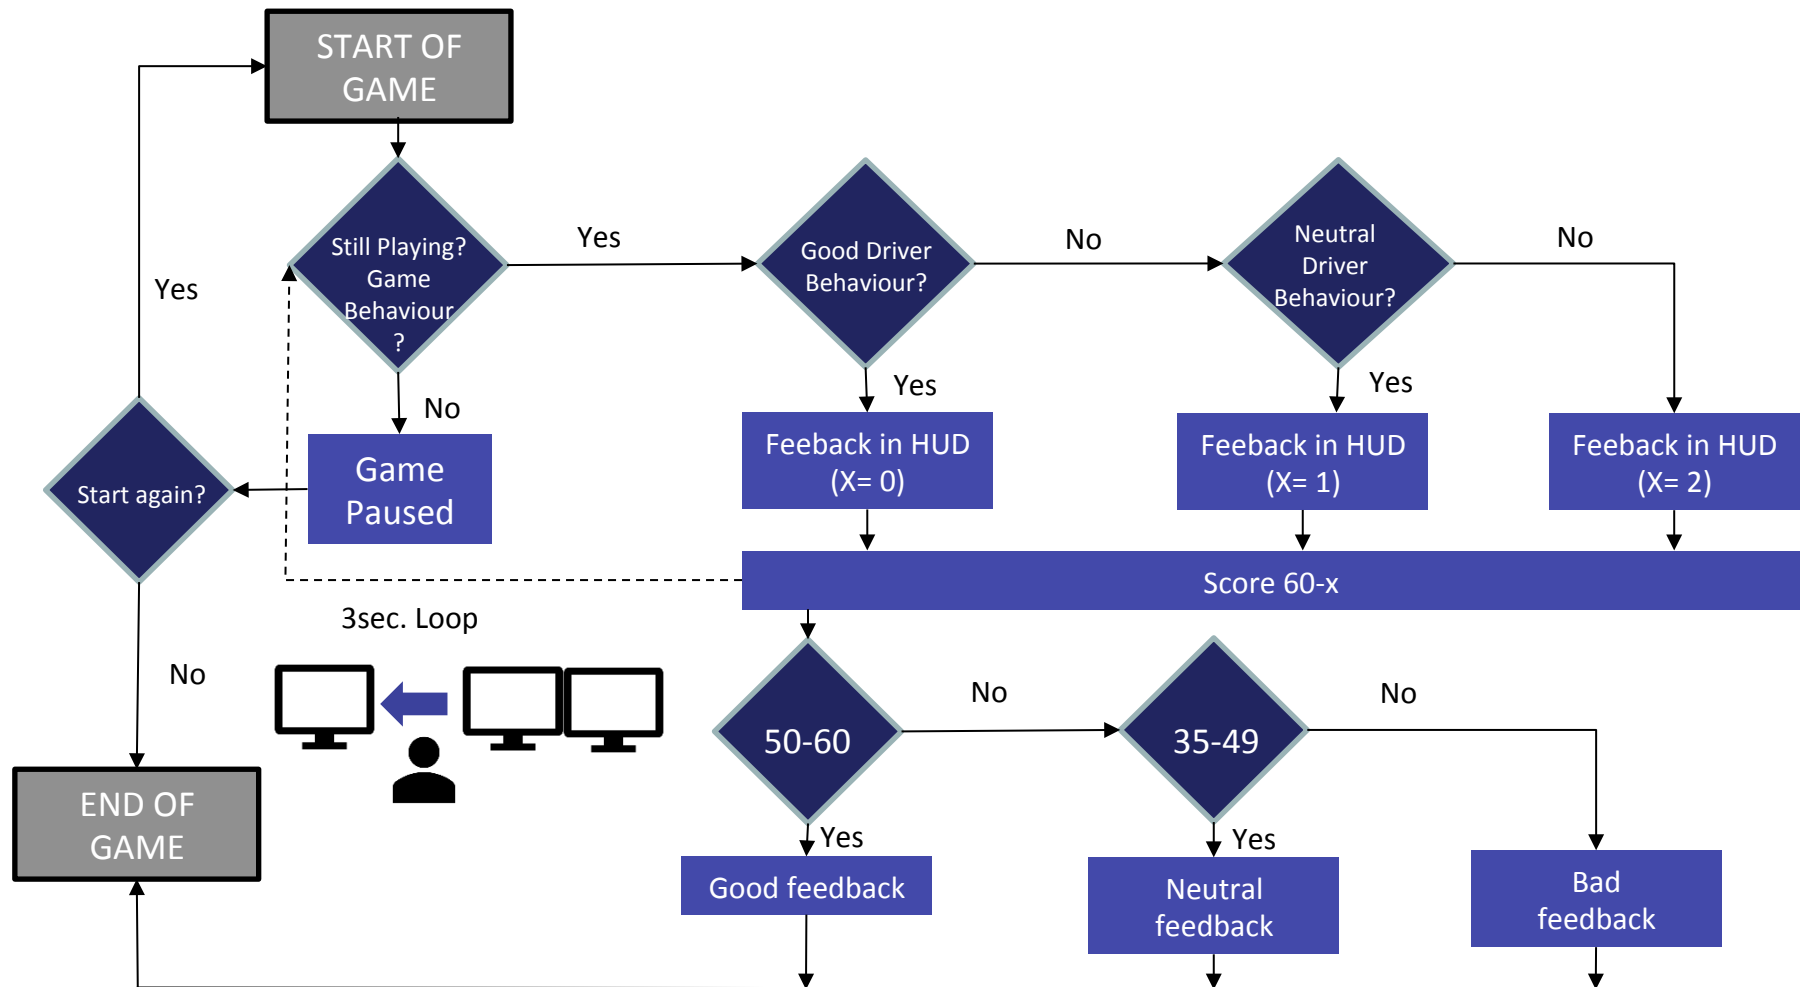 START OF
GAME
Still Playing?
Game
Behaviour
?
Yes
Good Driver
Behaviour?
No
Neutral
Driver
Behaviour?
No
Yes
Start again?
No
Game
Paused
Yes
Feeback in HUD
(X= 0)
Yes
Feeback in HUD
(X= 1)
Feeback in HUD
(X= 2)
Score 60-x
3sec. Loop
No
50-60
No
35-49
No
END OF
GAME
Yes
Good feedback
Yes
Neutral
feedback
Bad
feedback